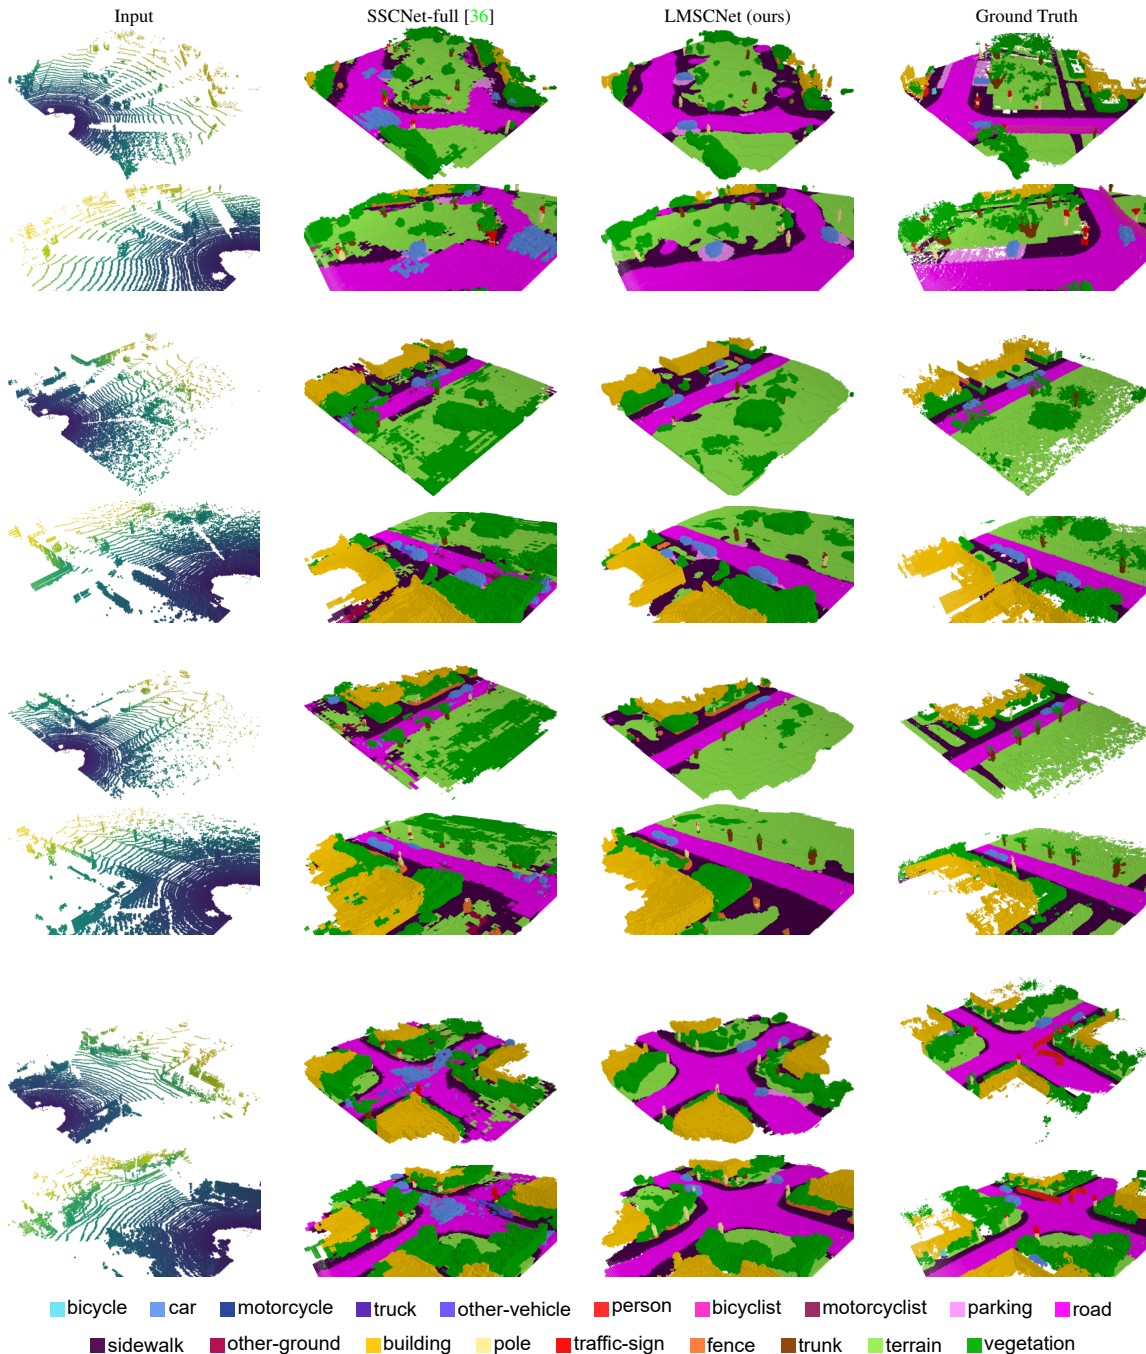 Input SSCNet-full [36] LMSCNet (ours) Ground Truth
bicycle car motorcycle truck other-vehicle person bicyclist motorcyclist parking road
sidewalk other-ground building pole traffic-sign fence trunk terrain vegetation